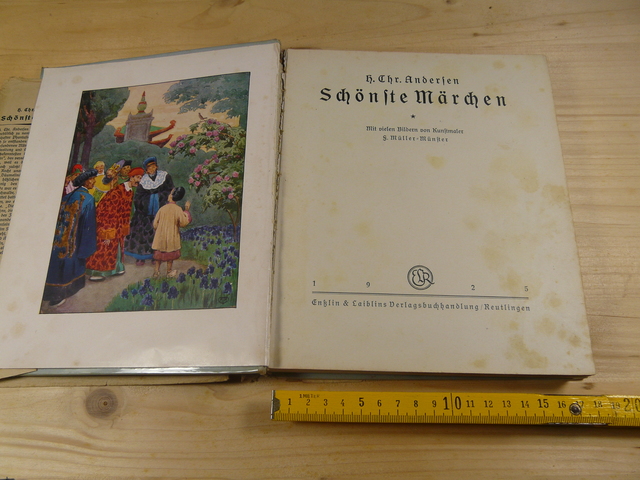 H. Chr. Andersen
Schönste Märchen
Mit vielen Bildern von Kunstmaler
F. Müller-Münster
1 9 2 5
Enßlin & Laiblins Verlagsbuchhandlung / Reutlingen
1 2 3 4 5 6 7 8 9 10 11 12 13 14 15 16 17 18 19 20